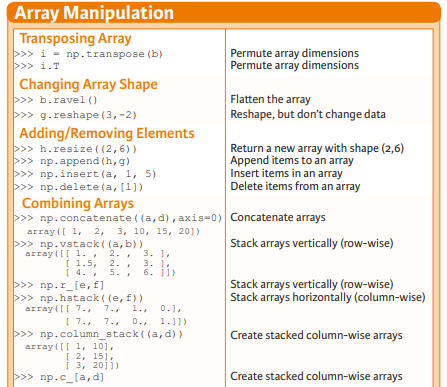 Array Manipulation
Transposing Array
>>> i = np.transpose(b) Permute array dimensions
>>> i.T Permute array dimensions
Changing Array Shape
>>> b.ravel() Flatten the array
>>> g.reshape(3,-2) Reshape, but don't change data
Adding/Removing Elements
>>> h.resize((2,6)) Return a new array with shape (2,6)
>>> np.append(h,g) Append items to an array
>>> np.insert(a, 1, 5) Insert items in an array
>>> np.delete(a,[1]) Delete items from an array
Combining Arrays
>>> np.concatenate((a,d),axis=0) Concatenate arrays
array([ 1, 2, 3, 10, 15, 20])
>>> np.vstack((a,b)) Stack arrays vertically (row-wise)
array([[ 1. , 2. , 3. ],
[ 1.5, 2. , 3. ],
[ 4. , 5. , 6. ]])
>>> np.r_[e,f] Stack arrays vertically (row-wise)
>>> np.hstack((e,f)) Stack arrays horizontally (column-wise)
array([[ 7., 7., 1., 0.],
[ 7., 7., 0., 1.]])
>>> np.column_stack((a,d)) Create stacked column-wise arrays
array([[ 1, 10],
[ 2, 15],
[ 3, 20]])
>>> np.c_[a,d] Create stacked column-wise arrays